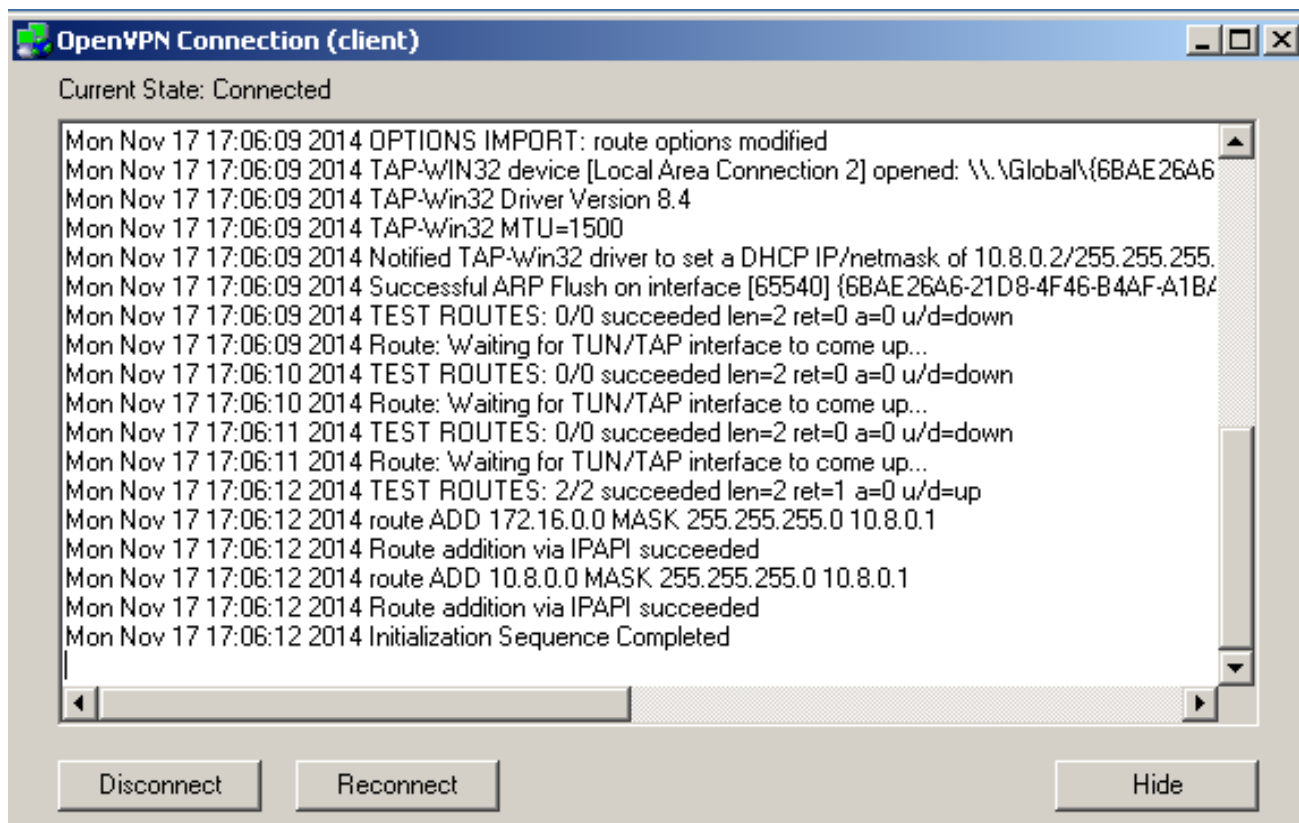 OpenVPN Connection (client)
Current State: Connected
Mon Nov 17 17:06:09 2014 OPTIONS IMPORT: route options modified
Mon Nov 17 17:06:09 2014 TAP-WIN32 device [Local Area Connection 2] opened: \\.\Global\{6BAE26A6
Mon Nov 17 17:06:09 2014 TAP-Win32 Driver Version 8.4
Mon Nov 17 17:06:09 2014 TAP-Win32 MTU=1500
Mon Nov 17 17:06:09 2014 Notified TAP-Win32 driver to set a DHCP IP/netmask of 10.8.0.2/255.255.255.
Mon Nov 17 17:06:09 2014 Successful ARP Flush on interface [65540] {6BAE26A6-21D8-4F46-B4AF-A1BA
Mon Nov 17 17:06:09 2014 TEST ROUTES: 0/0 succeeded len=2 ret=0 a=0 u/d=down
Mon Nov 17 17:06:09 2014 Route: Waiting for TUN/TAP interface to come up...
Mon Nov 17 17:06:10 2014 TEST ROUTES: 0/0 succeeded len=2 ret=0 a=0 u/d=down
Mon Nov 17 17:06:10 2014 Route: Waiting for TUN/TAP interface to come up...
Mon Nov 17 17:06:11 2014 TEST ROUTES: 0/0 succeeded len=2 ret=0 a=0 u/d=down
Mon Nov 17 17:06:11 2014 Route: Waiting for TUN/TAP interface to come up...
Mon Nov 17 17:06:12 2014 TEST ROUTES: 2/2 succeeded len=2 ret=1 a=0 u/d=up
Mon Nov 17 17:06:12 2014 route ADD 172.16.0.0 MASK 255.255.255.0 10.8.0.1
Mon Nov 17 17:06:12 2014 Route addition via IPAPI succeeded
Mon Nov 17 17:06:12 2014 route ADD 10.8.0.0 MASK 255.255.255.0 10.8.0.1
Mon Nov 17 17:06:12 2014 Route addition via IPAPI succeeded
Mon Nov 17 17:06:12 2014 Initialization Sequence Completed
Disconnect Reconnect Hide